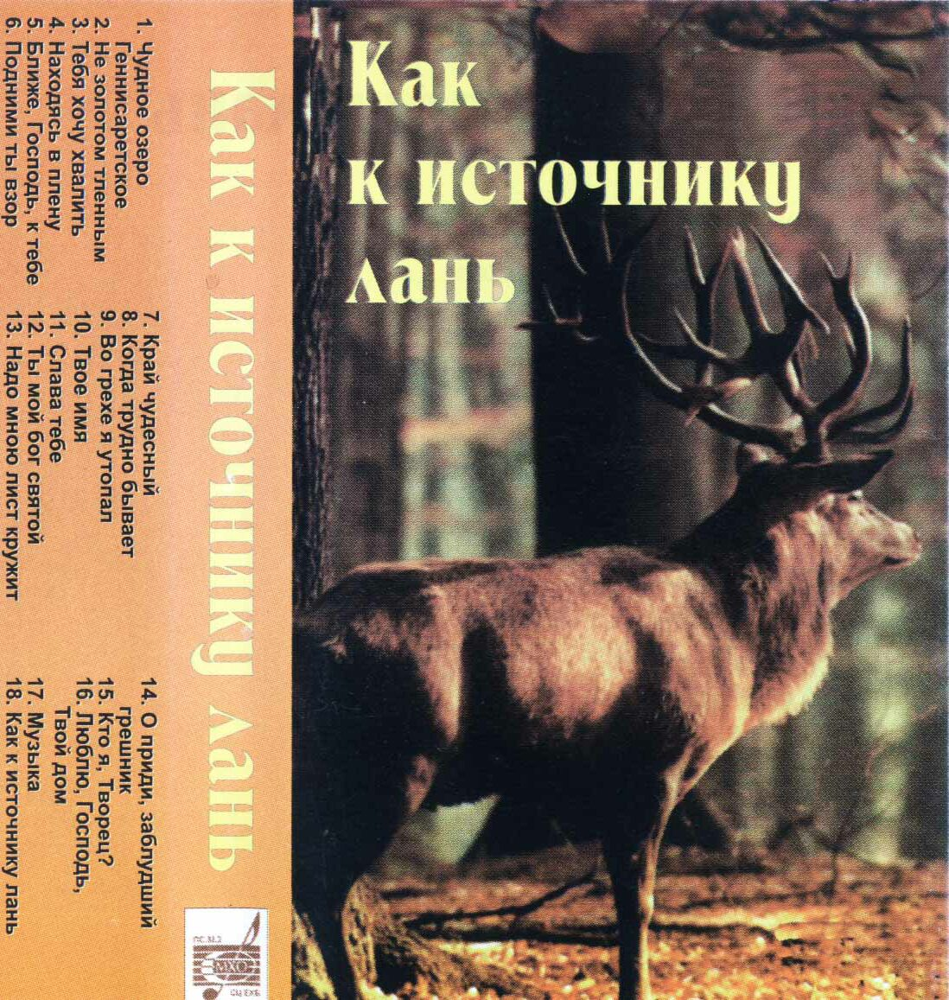 Как
к источнику
лань
Как к источнику лань
1. Чудное озеро
Геннисаретское
2. Не золотом тленным
3. Тебя хочу хвалить
4. Находясь в плену
5. Ближе, Господь, к тебе
6. Подними ты взор
7 Край чудесный
8. Когда трудно бывает
9. Во грехе я утопал
10. Твое имя
11. Слава тебе
12. Ты мой бог святой
13. Надо мною лист кружит
14. О приди, заблудший
грешник
15. Кто я, Творец?
16. Люблю, Господь,
Твой дом
17. Музыка
18. Как к источнику лань
МХО